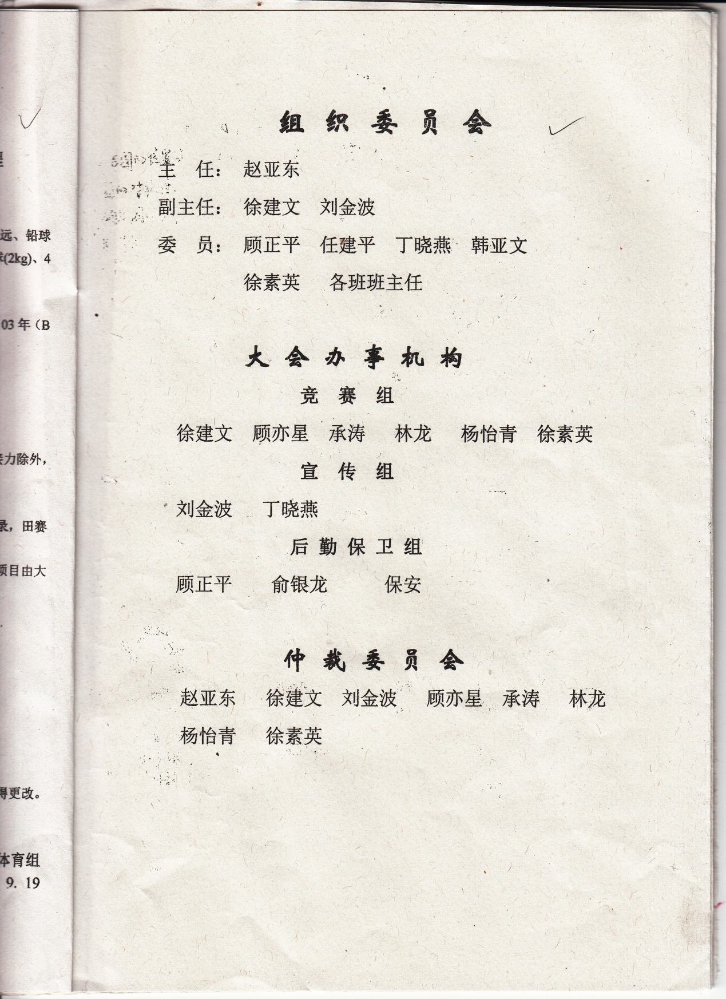 组织委员会
主　任： 赵亚东
副主任： 徐建文　刘金波
委　员： 顾正平　任建平　丁晓燕　韩亚文
徐素英　各班班主任
大会办事机构
竞　赛　组
徐建文　顾亦星　承涛　林龙　杨怡青　徐素英
宣　传　组
刘金波　丁晓燕
后勤保卫组
顾正平　俞银龙　保安
仲裁委员会
赵亚东　徐建文　刘金波　顾亦星　承涛　林龙
杨怡青　徐素英
远、铅球
(2kg)、4
03年（B
力除外，
录，田赛
项目由大
得更改。
体育组
9. 19